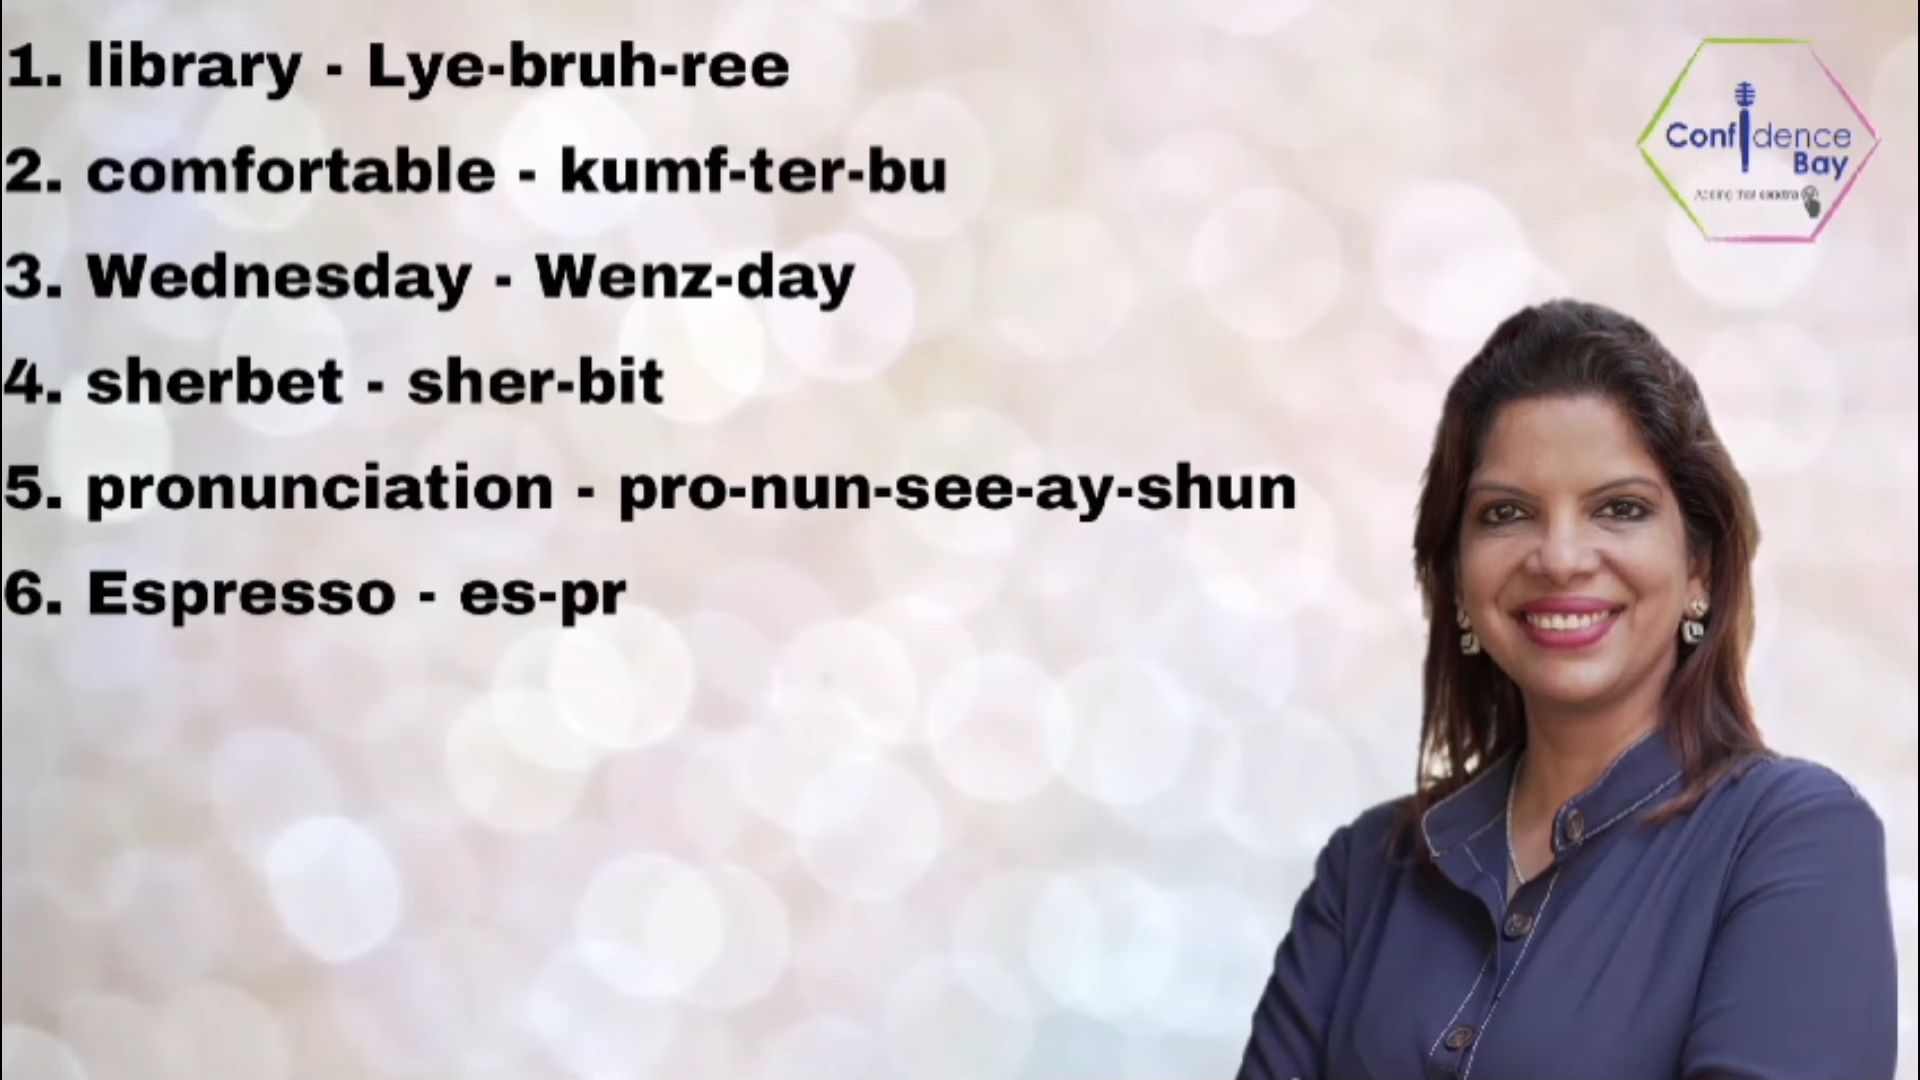 1. library - Lye-bruh-ree
2. comfortable - kumf-ter-bu
3. Wednesday - Wenz-day
4. sherbet - sher-bit
5. pronunciation - pro-nun-see-ay-shun
6. Espresso - es-pr
Confidence
Bay